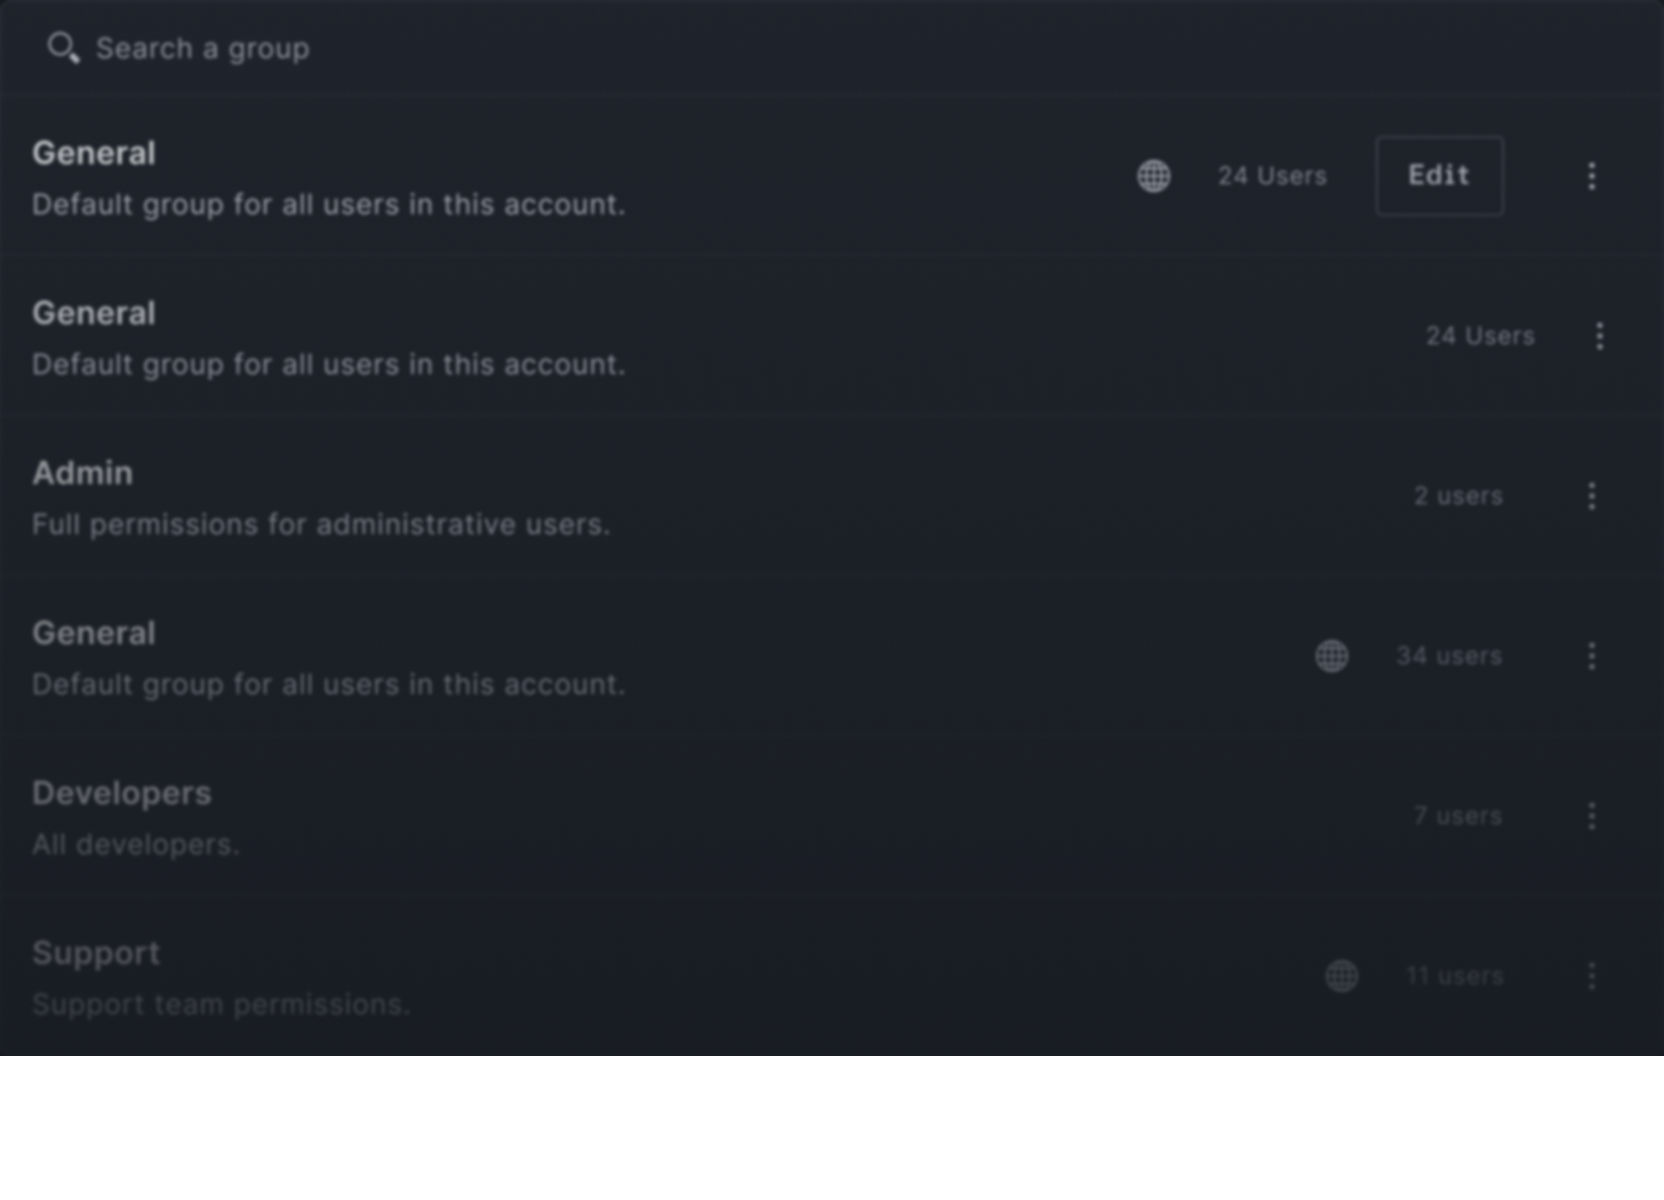 Search a group
General
Default group for all users in this account.
24 Users
Edit
General
Default group for all users in this account.
24 Users
Admin
Full permissions for administrative users.
2 users
General
Default group for all users in this account.
34 users
Developers
All developers.
7 users
Support
Support team permissions.
11 users